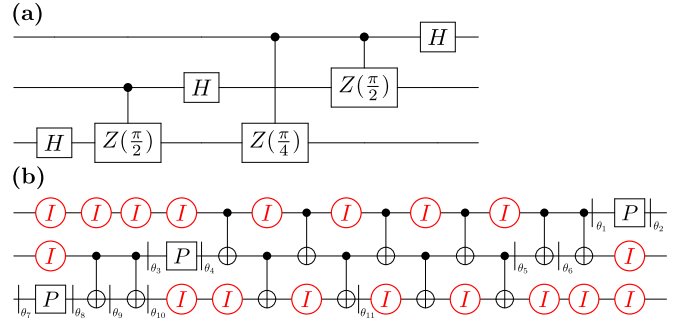 (a)
H
Z(π/2) H Z(π/4) Z(π/2)
H
(b)
I I I I I I I I |θ1 P |θ2
I |θ3 P |θ4 |θ5 |θ6 I
|θ7 P |θ8 |θ9 |θ10 I I I |θ11 I I I I I